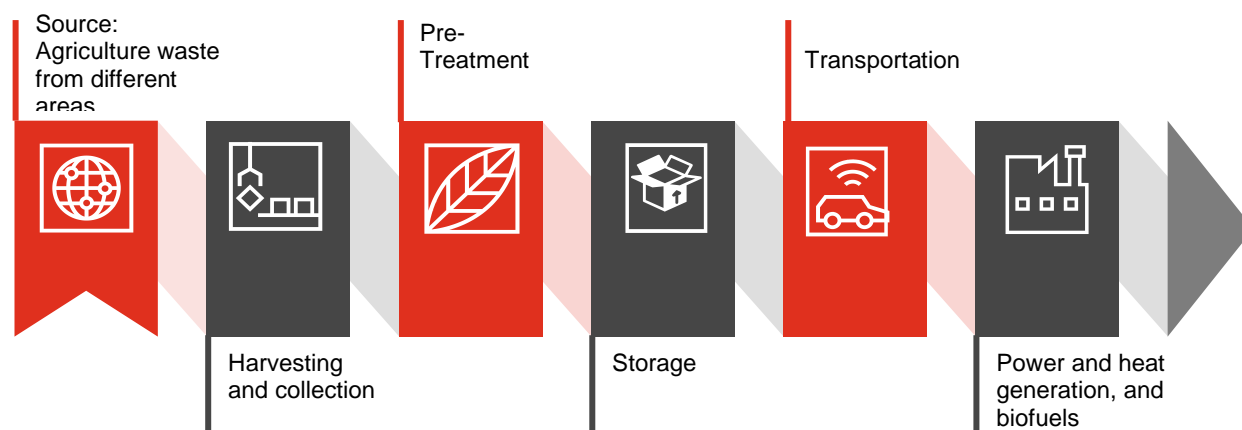 Source:
Agriculture waste
from different
areas
Harvesting
and collection
Pre-
Treatment
Storage
Transportation
Power and heat
generation, and
biofuels